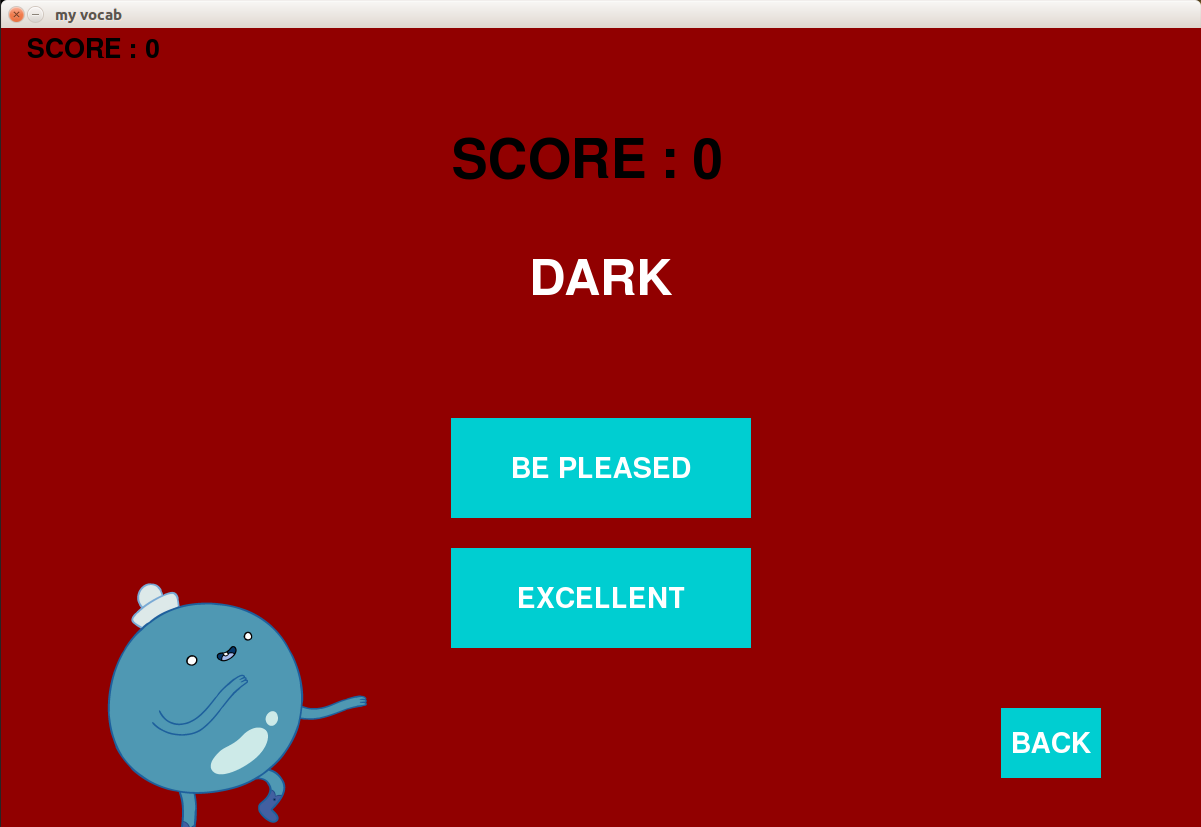 my vocab
SCORE : 0
SCORE : 0
DARK
BE PLEASED
EXCELLENT
BACK